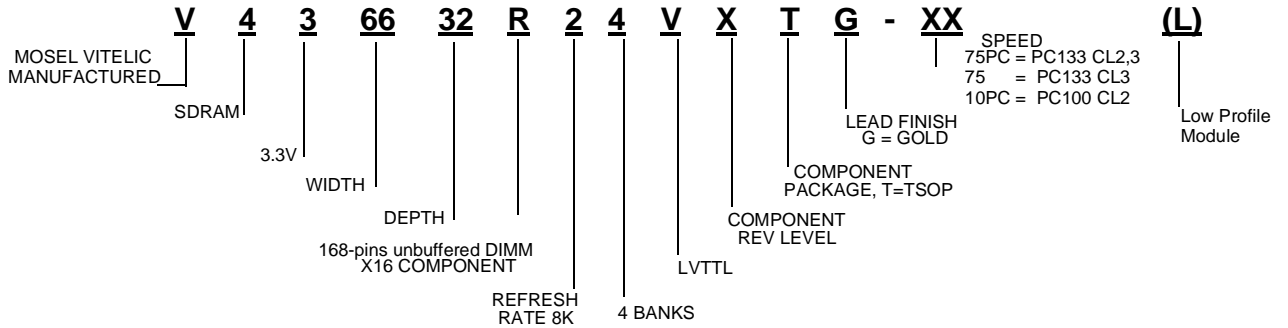 V 4 3 66 32 R 2 4 V X T G - XX (L)
MOSEL VITELIC
MANUFACTURED
SDRAM
3.3V
WIDTH
DEPTH
168-pins unbuffered DIMM
X16 COMPONENT
REFRESH
RATE 8K
4 BANKS
LVTTL
COMPONENT
REV LEVEL
COMPONENT
PACKAGE, T=TSOP
LEAD FINISH
G = GOLD
SPEED
75PC = PC133 CL2,3
75 = PC133 CL3
10PC = PC100 CL2
Low Profile
Module